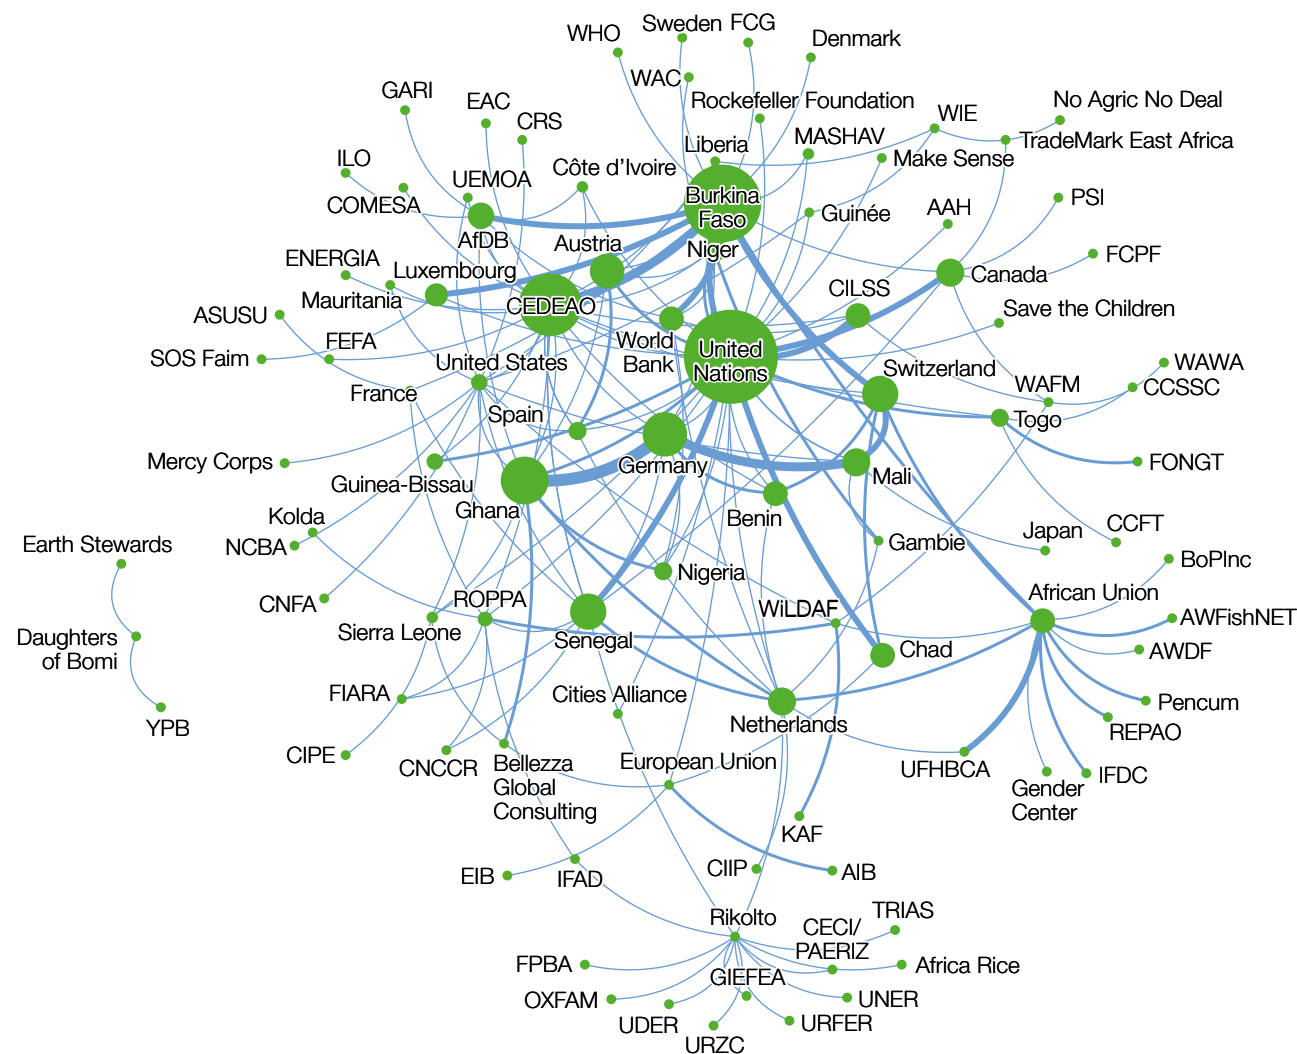 Sweden
FCG
WHO
Denmark
WAC
GARI
EAC
Rockefeller Foundation
No Agric No Deal
WIE
CRS
MASHAV
TradeMark East Africa
Liberia
Make Sense
ILO
Côte d’Ivoire
UEMOA
COMESA
Burkina
Faso
PSI
AAH
Guinée
AfDB
Austria
Niger
ENERGIA
Luxembourg
FCPF
Canada
Mauritania
CILSS
CEDEAO
Save the Children
ASUSU
FEFA
World
Bank
United
Nations
SOS Faim
United States
Switzerland
WAWA
WAFM
CCSSC
France
Spain
Togo
Mercy Corps
Germany
FONGT
Guinea-Bissau
Mali
Ghana
Kolda
Benin
NCBA
Japan
CCFT
Earth Stewards
Gambie
BoPInc
Nigeria
African Union
CNFA
ROPPA
WiLDAF
AWFishNET
Sierra Leone
Senegal
Daughters
of Bomi
Chad
AWDF
FIARA
Cities Alliance
Pencum
YPB
Netherlands
REPAO
CIPE
CNCCR
Bellezza
Global
Consulting
European Union
UFHBCA
Gender
Center
IFDC
KAF
EIB
IFAD
CIIP
AIB
Rikolto
TRIAS
CECI/
PAERIZ
FPBA
GIEFEA
Africa Rice
OXFAM
UNER
UDER
URFER
URZC